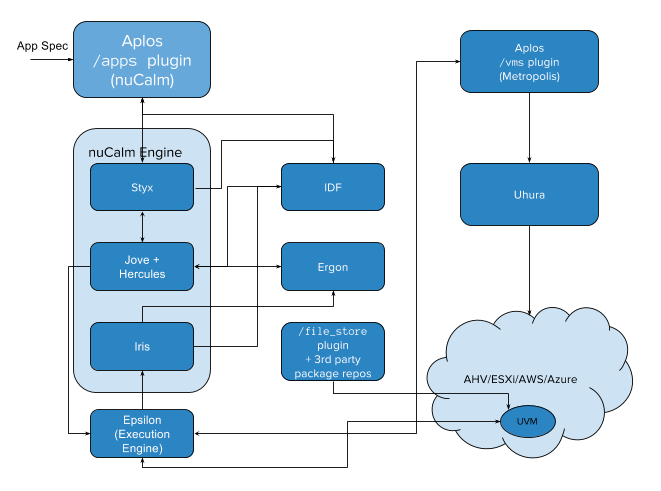 App Spec
Aplos
/apps plugin
(nuCalm)
Aplos
/vms plugin
(Metropolis)
nuCalm Engine
Styx
IDF
Uhura
Jove +
Hercules
Ergon
Iris
/file_store
plugin
+ 3rd party
package repos
AHV/ESXi/AWS/Azure
UVM
Epsilon
(Execution
Engine)